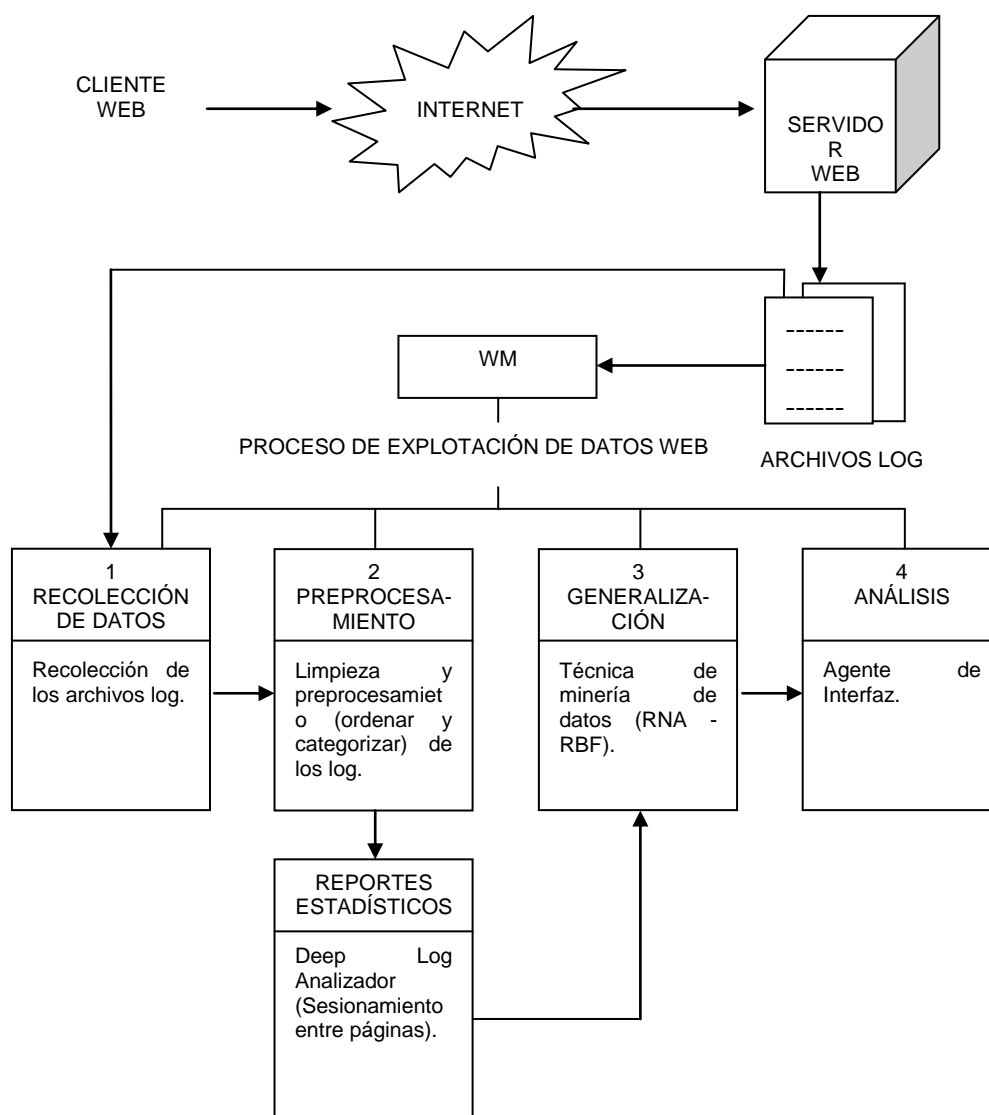 CLIENTE
WEB
INTERNET
SERVIDO
R
WEB
------
------
------
WM
PROCESO DE EXPLOTACIÓN DE DATOS WEB
ARCHIVOS LOG
1
RECOLECCIÓN
DE DATOS
Recolección de
los archivos log.
2
PREPROCESA-
MIENTO
Limpieza y
preprocesamiet
o (ordenar y
categorizar) de
los log.
3
GENERALIZA-
CIÓN
Técnica de
minería de
datos (RNA -
RBF).
4
ANÁLISIS
Agente de
Interfaz.
REPORTES
ESTADÍSTICOS
Deep Log
Analizador
(Sesionamiento
entre páginas).